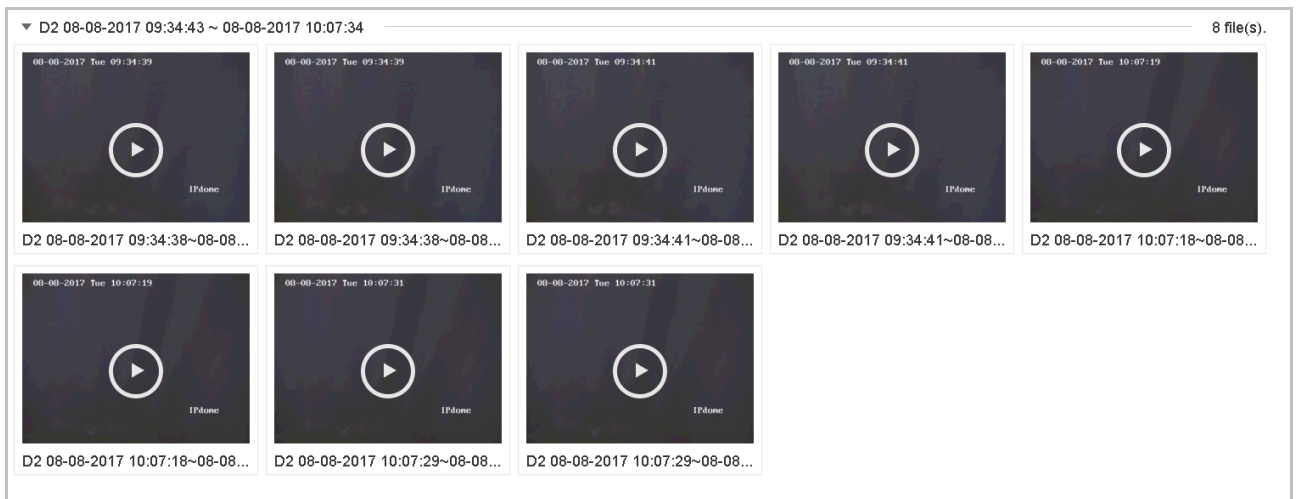 D2 08-08-2017 09:34:43 ~ 08-08-2017 10:07:34 8 file(s).
08-08-2017 Tue 09:34:39
IPdome
D2 08-08-2017 09:34:38~08-08...
08-08-2017 Tue 09:34:39
IPdome
D2 08-08-2017 09:34:38~08-08...
08-08-2017 Tue 09:34:41
IPdome
D2 08-08-2017 09:34:41~08-08...
08-08-2017 Tue 09:34:41
IPdome
D2 08-08-2017 09:34:41~08-08...
08-08-2017 Tue 10:07:19
IPdome
D2 08-08-2017 10:07:18~08-08...
08-08-2017 Tue 10:07:19
IPdome
D2 08-08-2017 10:07:18~08-08...
08-08-2017 Tue 10:07:31
IPdome
D2 08-08-2017 10:07:29~08-08...
08-08-2017 Tue 10:07:31
IPdome
D2 08-08-2017 10:07:29~08-08...